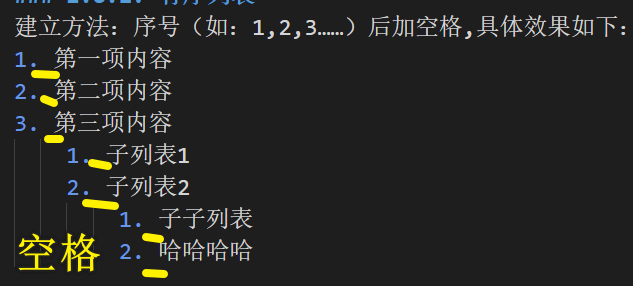 建立方法：序号（如：1,2,3……）后加空格,具体效果如下：
1. 第一项内容
2. 第二项内容
3. 第三项内容
1. 子列表1
2. 子列表2
1. 子子列表
2. 哈哈哈哈
空格